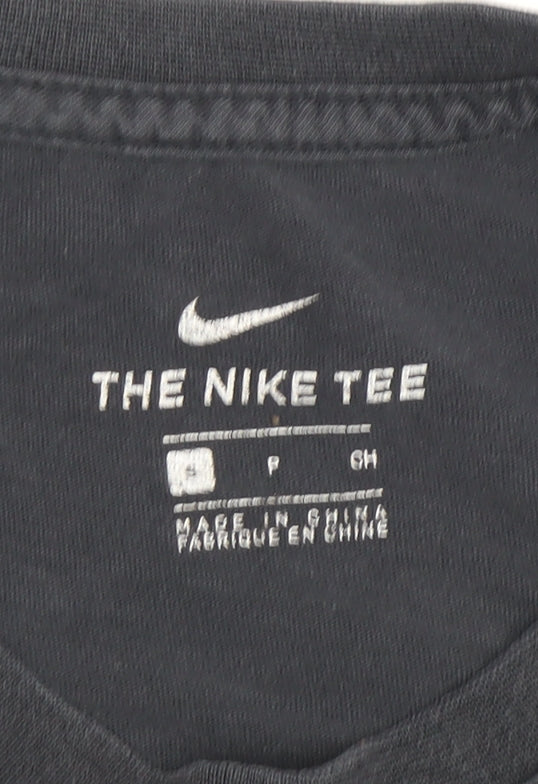 THE NIKE TEE
S P CH
MADE IN CHINA
FABRIQUE EN CHINE